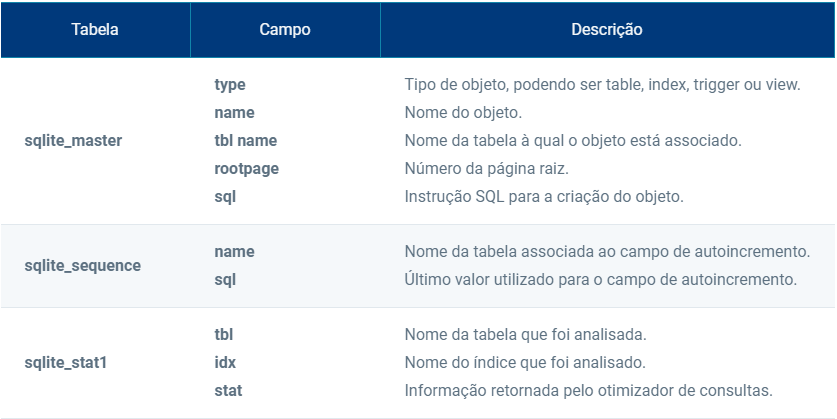 Tabela Campo Descrição
type Tipo de objeto, podendo ser table, index, trigger ou view.
name Nome do objeto.
sqlite_master tbl name Nome da tabela à qual o objeto está associado.
rootpage Número da página raiz.
sql Instrução SQL para a criação do objeto.
name Nome da tabela associada ao campo de autoincremento.
sqlite_sequence
sql Último valor utilizado para o campo de autoincremento.
tbl Nome da tabela que foi analisada.
sqlite_stat1 idx Nome do índice que foi analisado.
stat Informação retornada pelo otimizador de consultas.